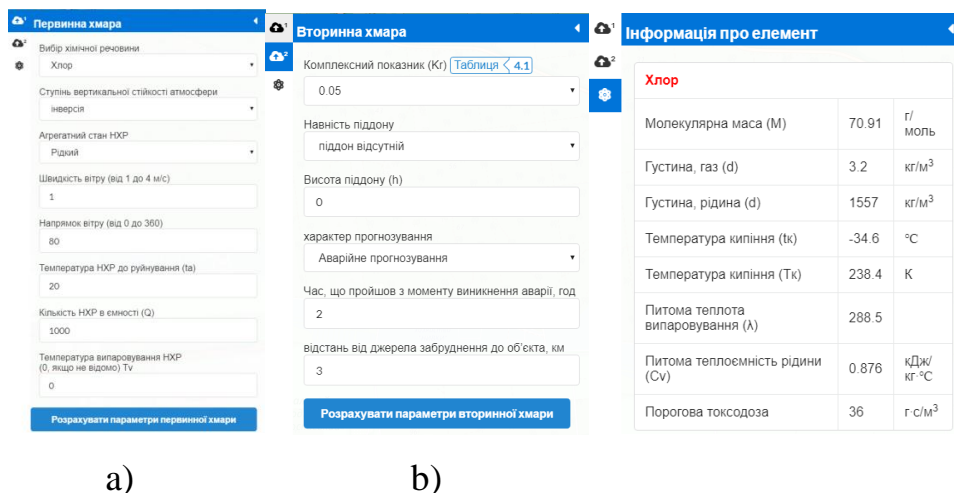 Первинна хмара
Вибір хімічної речовини
Хлор
Ступінь вертикальної стійкості атмосфери
інверсія
Агрегатний стан НХР
Рідкий
Швидкість вітру (від 1 до 4 м/с)
1
Напрямок вітру (від 0 до 360)
80
Температура НХР до руйнування (ta)
20
Кількість НХР в ємності (Q)
1000
Температура випаровування НХР
(0, якщо не відомо) Tv
0
Розрахувати параметри первинної хмари
a)
Вторинна хмара
Комплексний показник (Kr) Таблиця 4.1
0.05
Навність піддону
піддон відсутній
Висота піддону (h)
0
характер прогнозування
Аварійне прогнозування
Час, що пройшов з моменту виникнення аварії, год
2
відстань від джерела забруднення до об'єкта, км
3
Розрахувати параметри вторинної хмари
b)
Інформація про елемент
Хлор
Молекулярна маса (M) 70.91 г/
моль
Густина, газ (d) 3.2 кг/м³
Густина, рідина (d) 1557 кг/м³
Температура кипіння (tк) -34.6 °C
Температура кипіння (Тк) 238.4 К
Питома теплота
випаровування (λ) 288.5
Питома теплоємність рідини
(Cv) 0.876 кДж/
кг·°C
Порогова токсодоза 36 г·с/м³